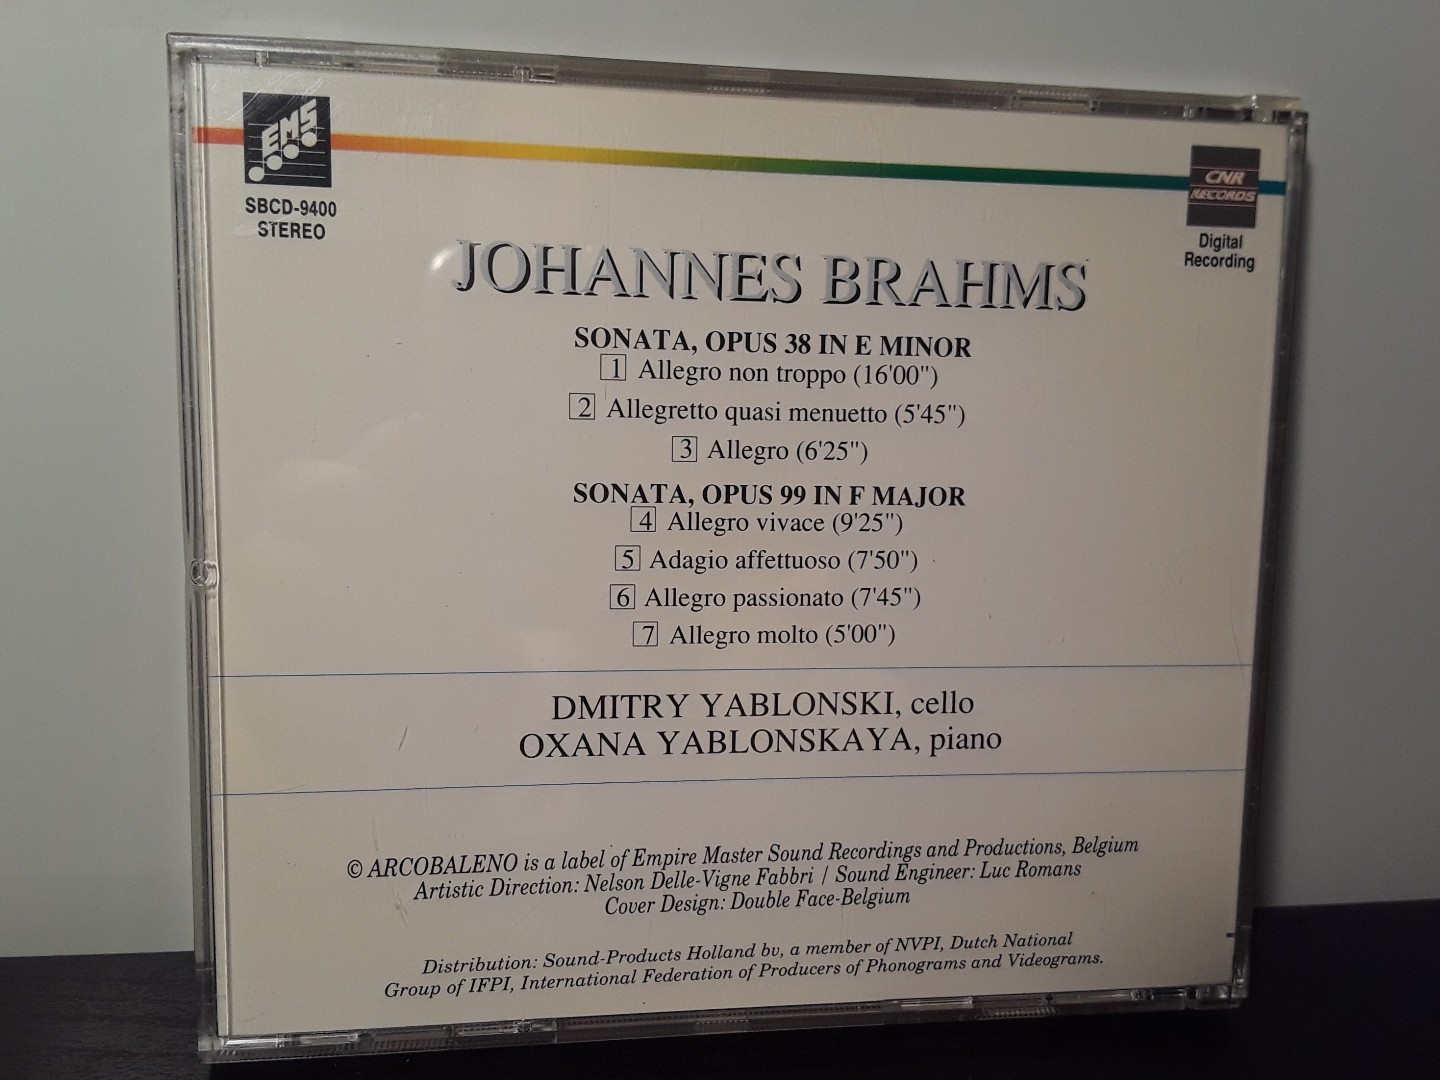 EMS
SBCD-9400
STEREO
CNR
RECORDS
Digital
Recording
JOHANNES BRAHMS
SONATA, OPUS 38 IN E MINOR
1 Allegro non troppo (16'00")
2 Allegretto quasi menuetto (5'45")
3 Allegro (6'25")
SONATA, OPUS 99 IN F MAJOR
4 Allegro vivace (9'25")
5 Adagio affettuoso (7'50")
6 Allegro passionato (7'45")
7 Allegro molto (5'00")
DMITRY YABLONSKI, cello
OXANA YABLONSKAYA, piano
© ARCOBALENO is a label of Empire Master Sound Recordings and Productions, Belgium
Artistic Direction: Nelson Delle-Vigne Fabbri / Sound Engineer: Luc Romans
Cover Design: Double Face-Belgium
Distribution: Sound-Products Holland bv, a member of NVPI, Dutch National
Group of IFPI, International Federation of Producers of Phonograms and Videograms.